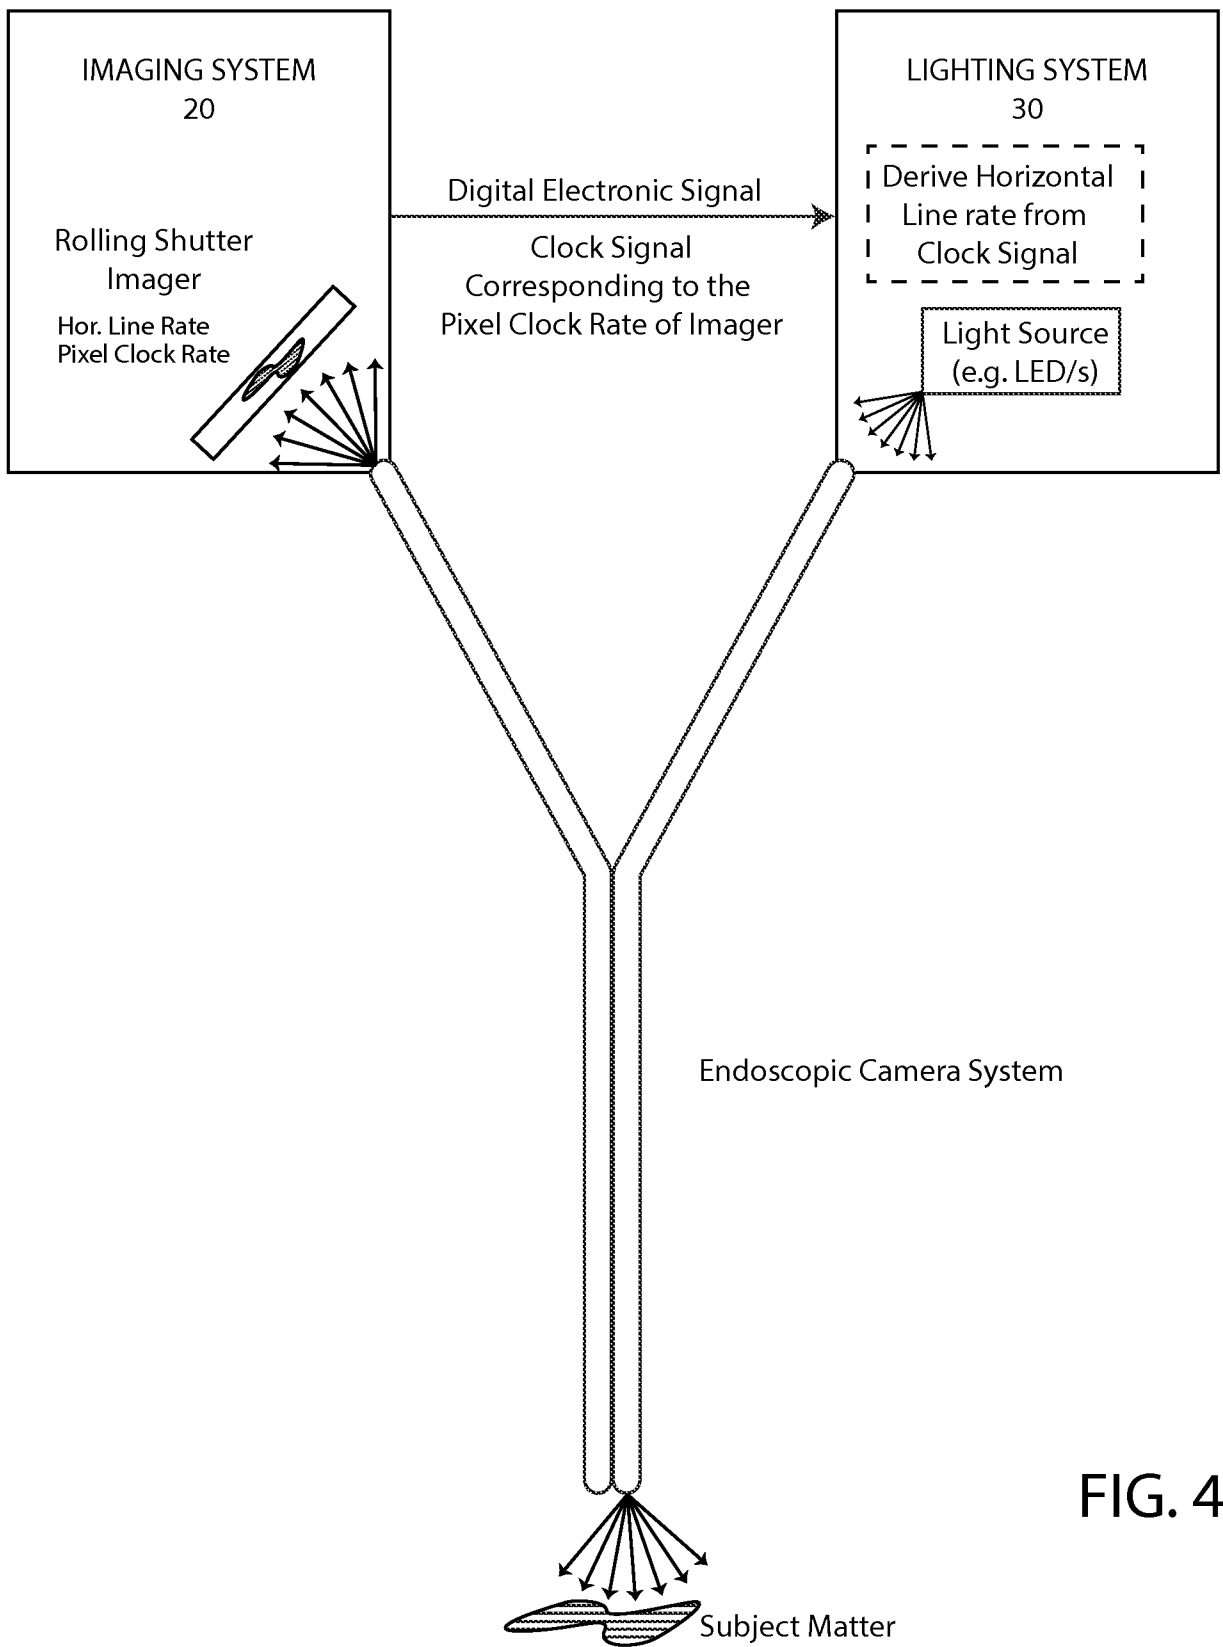 IMAGING SYSTEM
20
Rolling Shutter
Imager
Hor. Line Rate
Pixel Clock Rate
Digital Electronic Signal
Clock Signal
Corresponding to the
Pixel Clock Rate of Imager
LIGHTING SYSTEM
30
Derive Horizontal
Line rate from
Clock Signal
Light Source
(e.g. LED/s)
Endoscopic Camera System
FIG. 4
Subject Matter